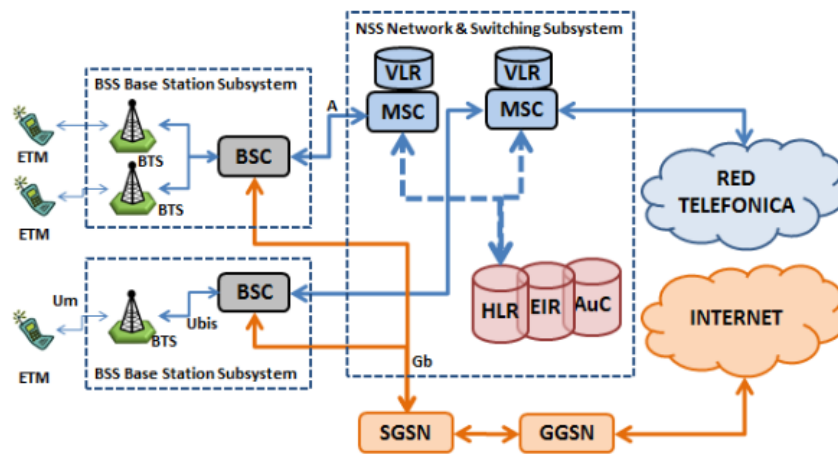 NSS Network & Switching Subsystem
VLR
VLR
BSS Base Station Subsystem
A
MSC
MSC
ETM
BTS
BSC
RED
TELEFONICA
BTS
ETM
HLR
EIR
AuC
BSC
Um
INTERNET
Ubis
BTS
ETM
BSS Base Station Subsystem
Gb
SGSN
GGSN